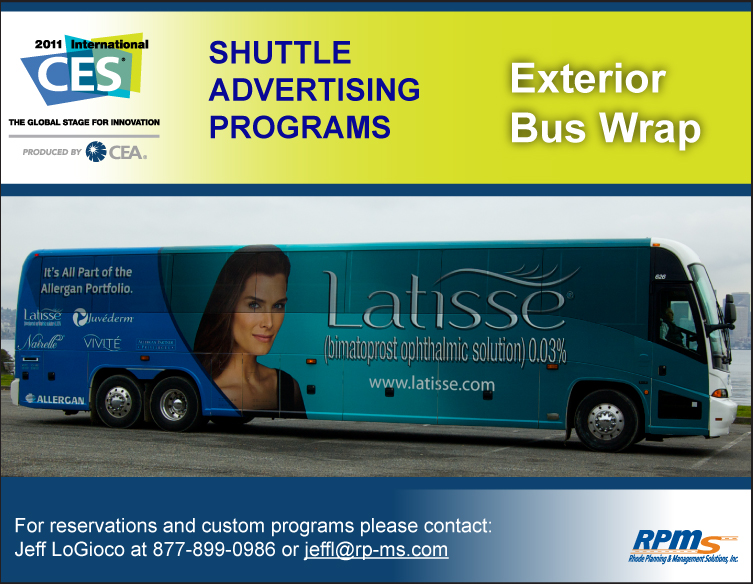 2011 International
CES®
THE GLOBAL STAGE FOR INNOVATION
PRODUCED BY CEA®
SHUTTLE
ADVERTISING
PROGRAMS
Exterior
Bus Wrap
It's All Part of the
Allergan Portfolio.
Latisse
Juvéderm
Natrelle
VIVITÉ
ALLERGAN
Latisse®
(bimatoprost ophthalmic solution) 0.03%
www.latisse.com
626
For reservations and custom programs please contact:
Jeff LoGioco at 877-899-0986 or jeffl@rp-ms.com
RPMs
Rhode Planning & Management Solutions, Inc.